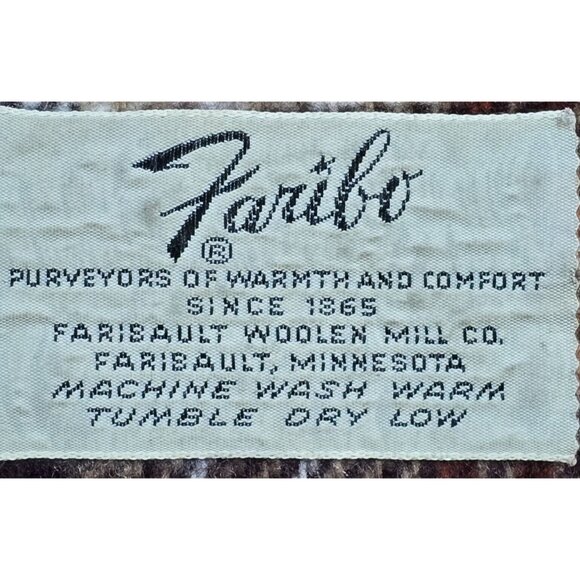 Faribo
®
PURVEYORS OF WARMTH AND COMFORT
SINCE 1865
FARIBAULT WOOLEN MILL CO.
FARIBAULT, MINNESOTA
MACHINE WASH WARM
TUMBLE DRY LOW